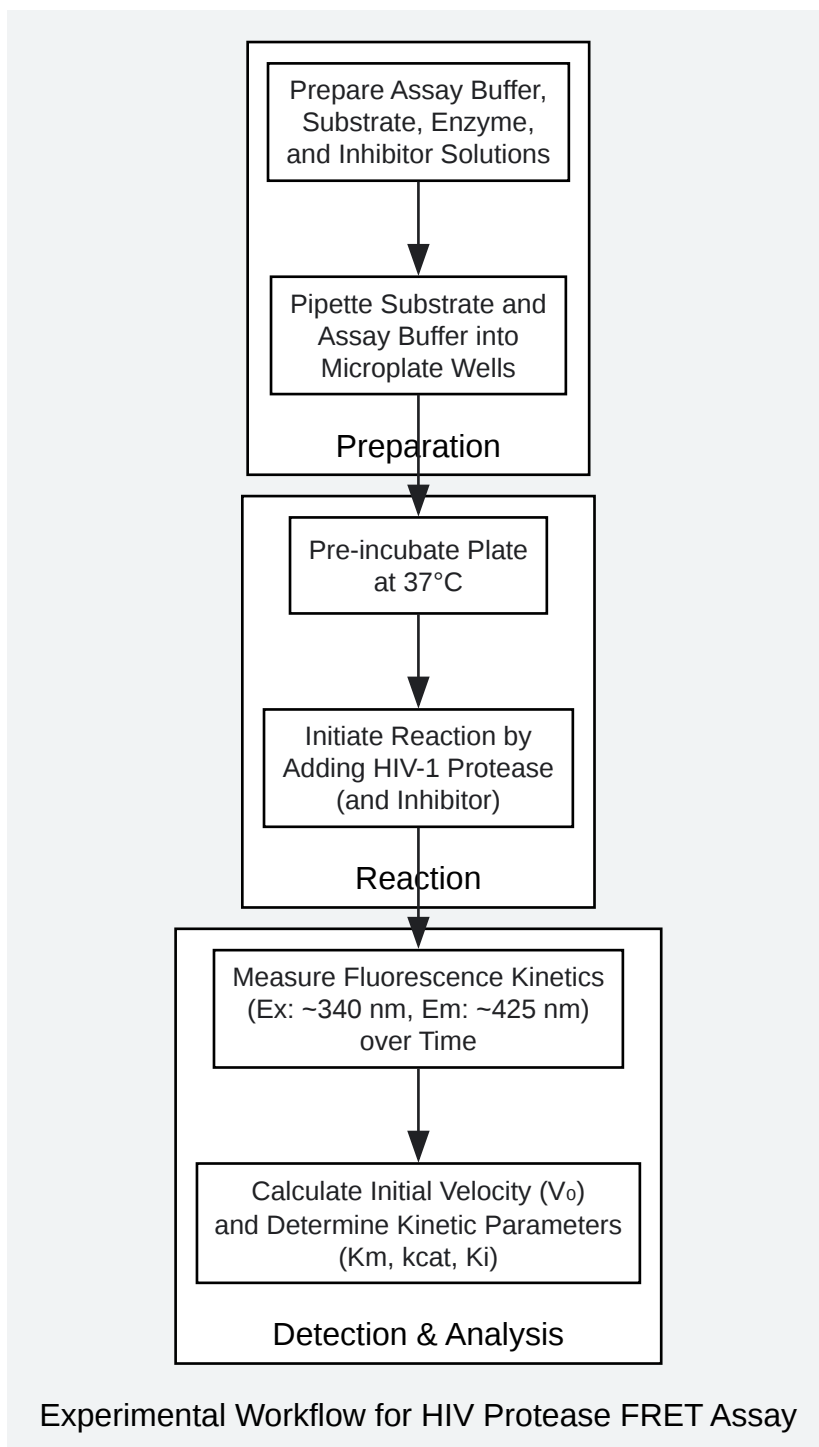 Prepare Assay Buffer,
Substrate, Enzyme,
and Inhibitor Solutions
Pipette Substrate and
Assay Buffer into
Microplate Wells
Preparation
Pre-incubate Plate
at 37°C
Initiate Reaction by
Adding HIV-1 Protease
(and Inhibitor)
Reaction
Measure Fluorescence Kinetics
(Ex: ~340 nm, Em: ~425 nm)
over Time
Calculate Initial Velocity (V₀)
and Determine Kinetic Parameters
(Km, kcat, Ki)
Detection & Analysis
Experimental Workflow for HIV Protease FRET Assay